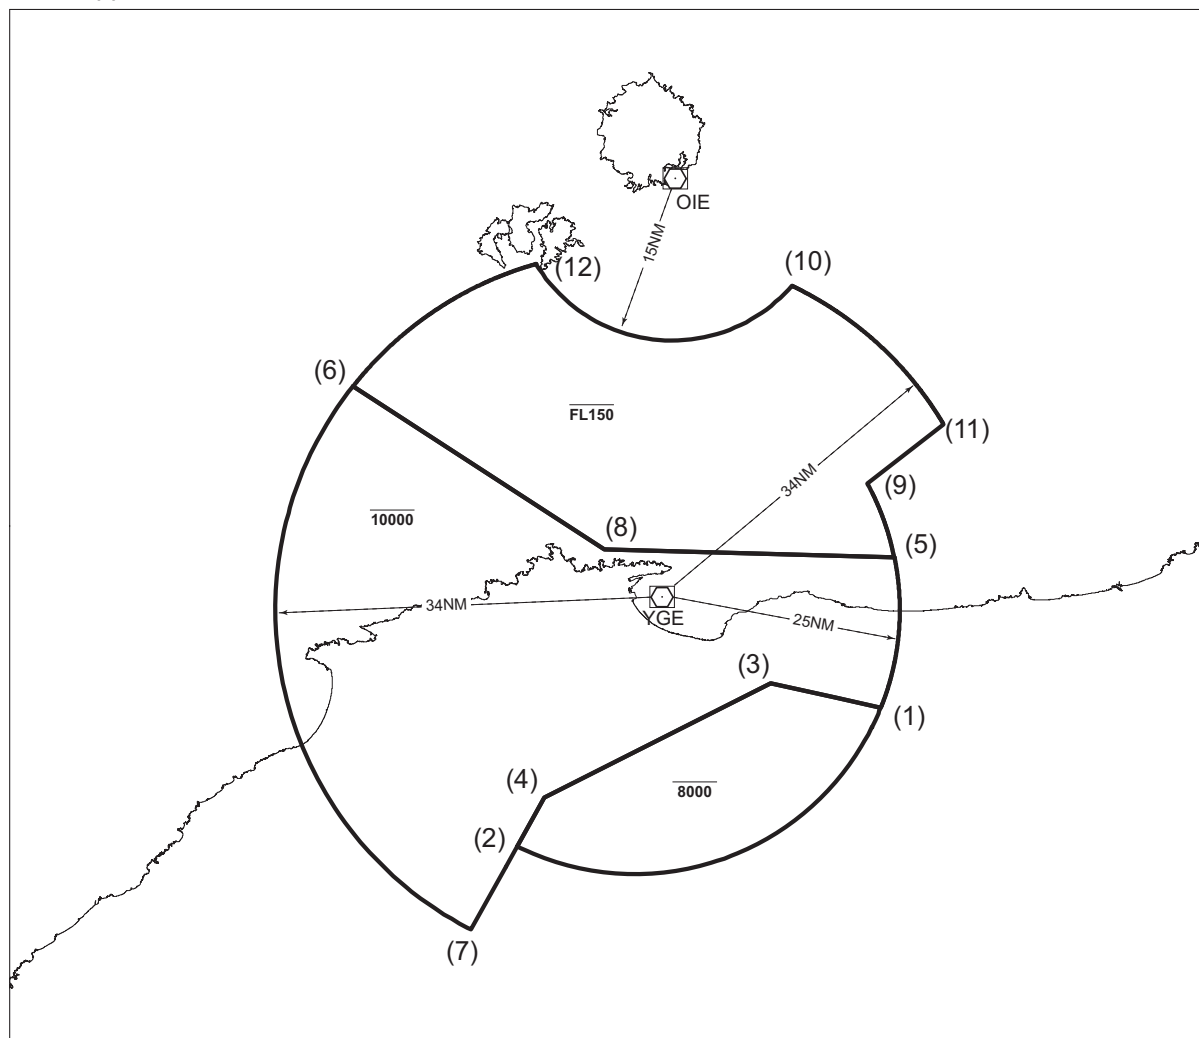 OIE
15NM
(12)
(10)
(6)
FL150
(11)
34NM
(9)
10000
(8)
(5)
34NM
YGE
25NM
(3)
(1)
(4)
8000
(2)
(7)